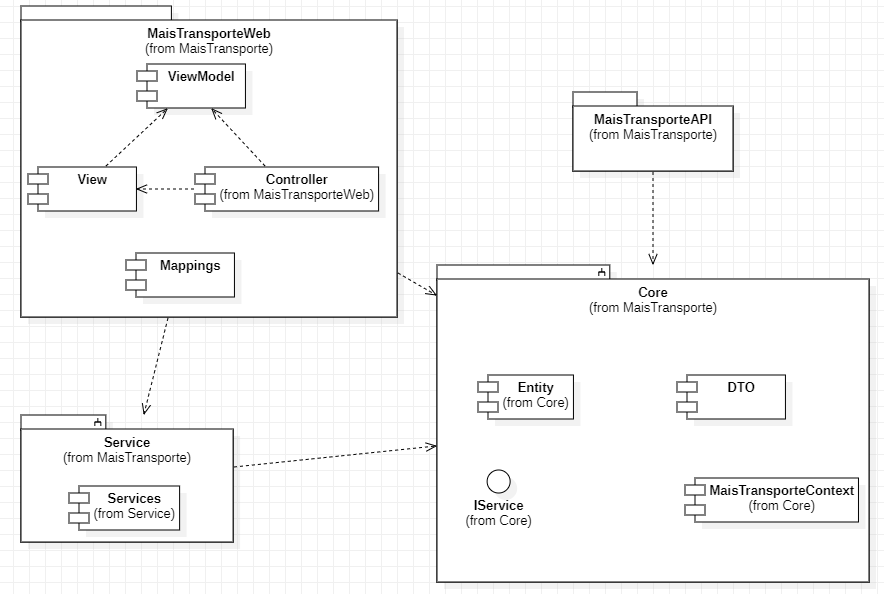 MaisTransporteWeb
(from MaisTransporte)
ViewModel
View
Controller
(from MaisTransporteWeb)
Mappings
MaisTransporteAPI
(from MaisTransporte)
Core
(from MaisTransporte)
Entity
(from Core)
DTO
IService
(from Core)
MaisTransporteContext
(from Core)
Service
(from MaisTransporte)
Services
(from Service)